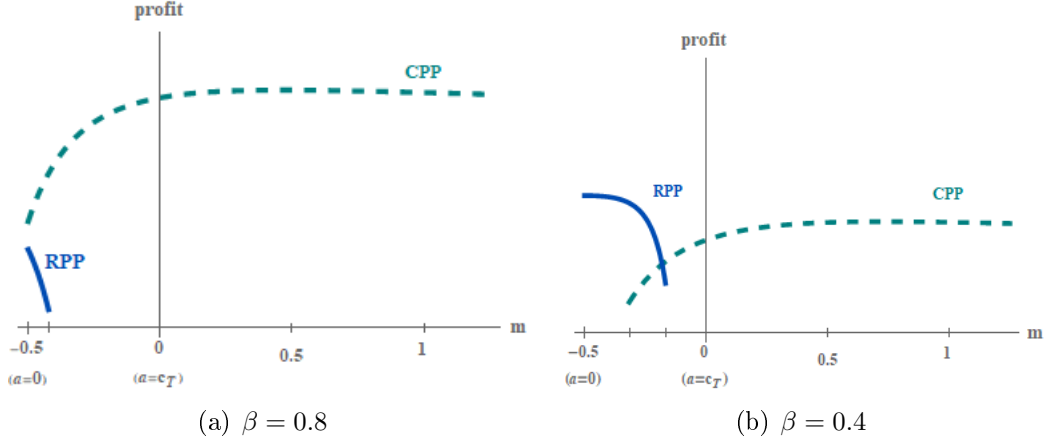 profit
CPP
RPP
m
−0.5
0
0.5
1
(a=0)
(a=c_T)
(a) β = 0.8
profit
RPP
CPP
m
−0.5
0
0.5
1
(a=0)
(a=c_T)
(b) β = 0.4